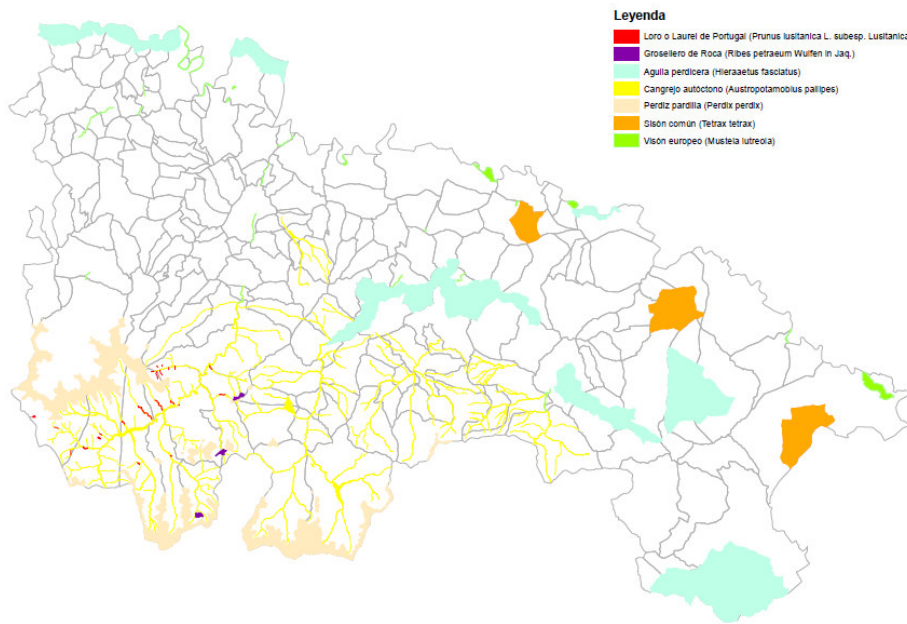 Leyenda
Loro o Laurel de Portugal (Prunus lusitanica L. subesp. Lusitanica
Grosellero de Roca (Ribes petraeum Wulfen in Jaq.)
Aguila perdicera (Hieraaetus fasciatus)
Cangrejo autóctono (Austropotamobius pallipes)
Perdiz pardilla (Perdix perdix)
Sisón común (Tetrax tetrax)
Visón europeo (Mustela lutreola)